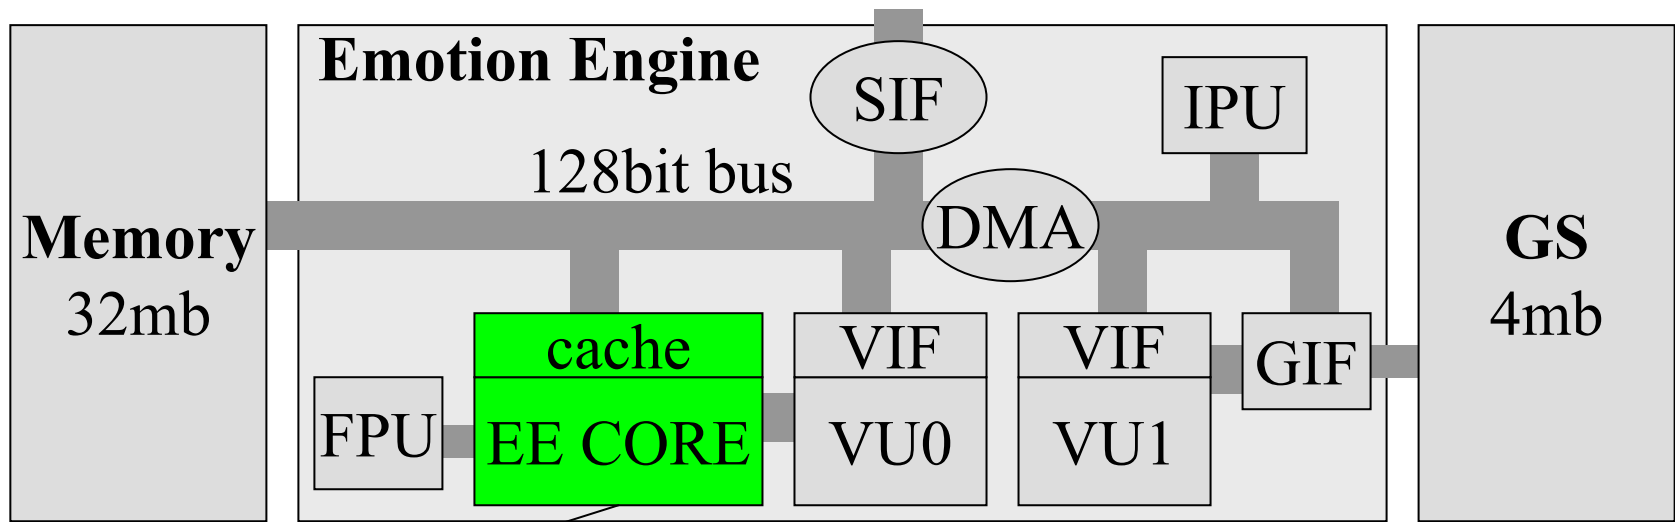 Emotion Engine
SIF
IPU
128bit bus
DMA
Memory
32mb
GS
4mb
cache
VIF
VIF
GIF
FPU
EE CORE
VU0
VU1